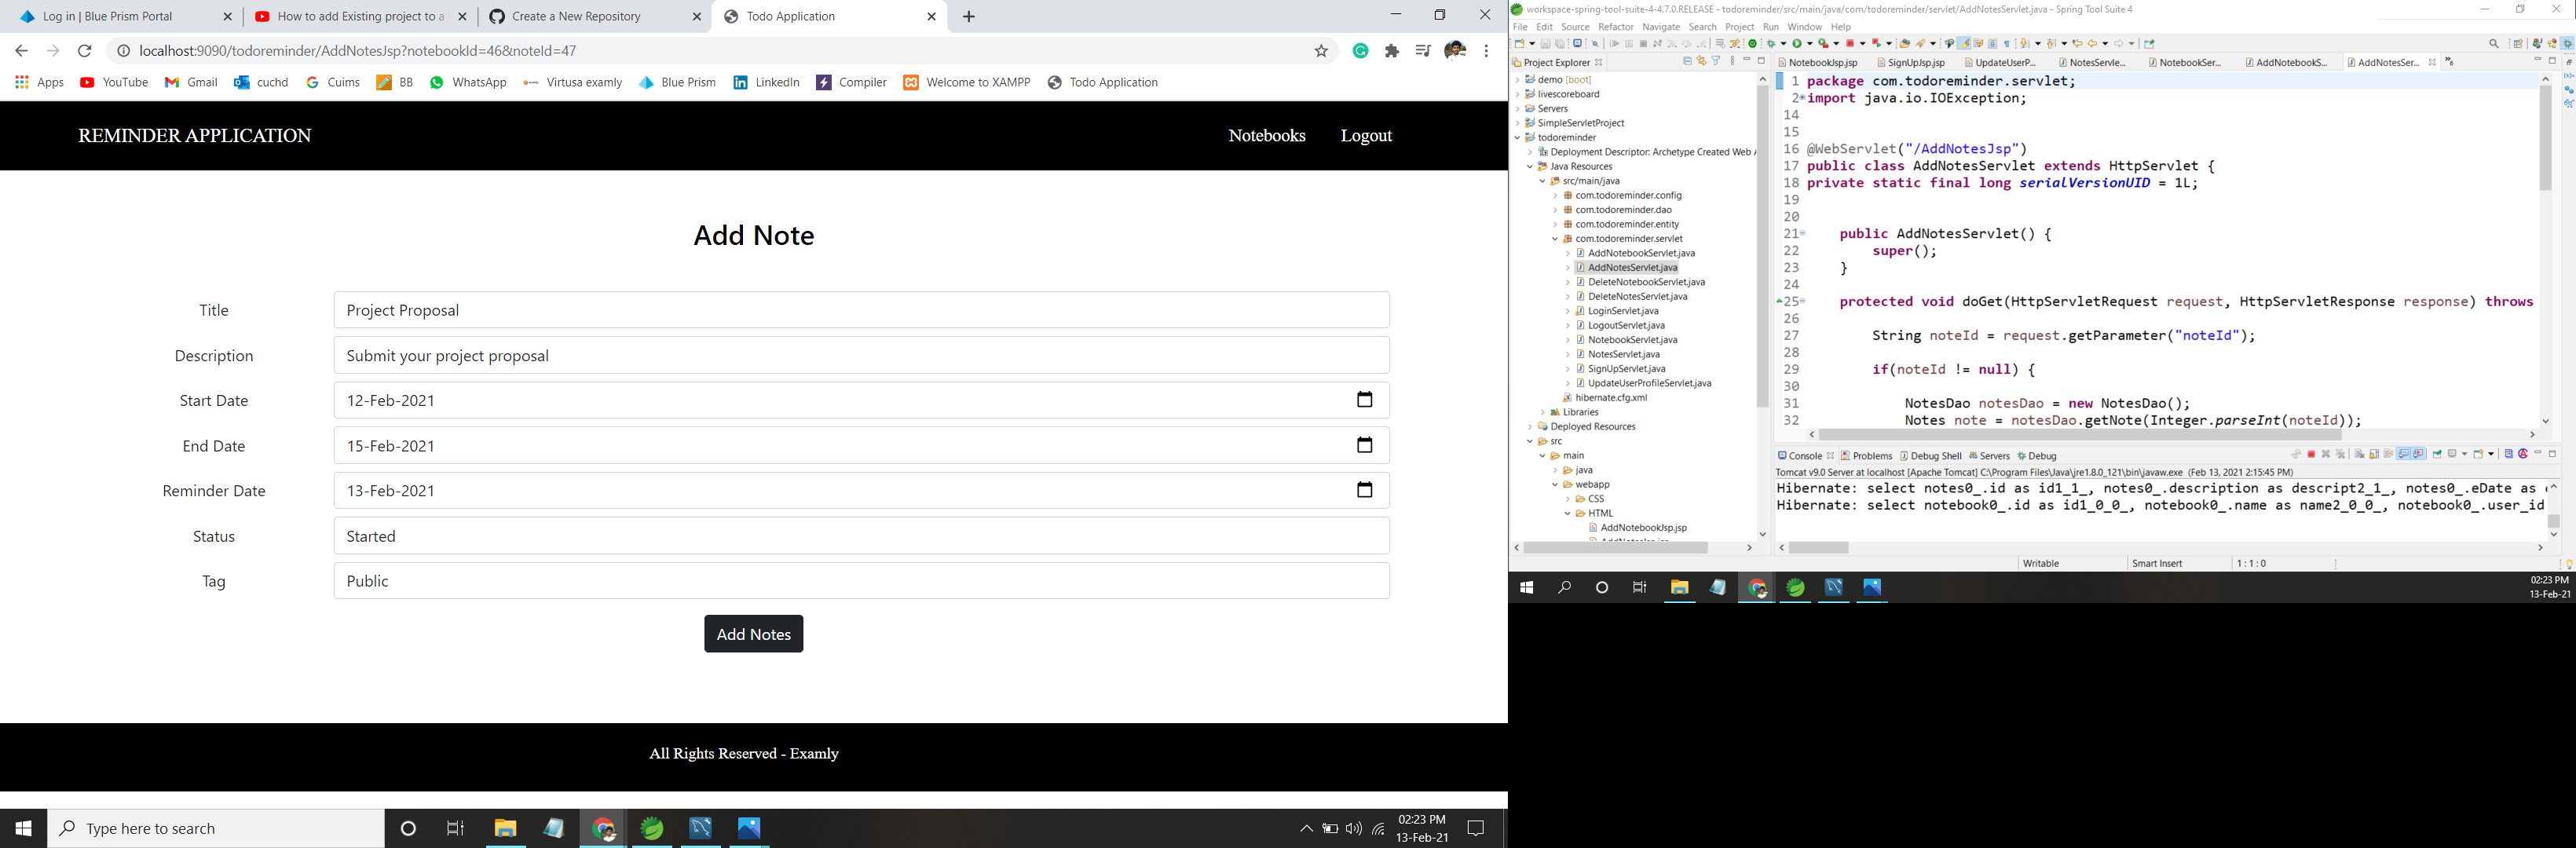 Log in | Blue Prism Portal
How to add Existing project to a
Create a New Repository
Todo Application
localhost:9090/todoreminder/AddNotesJsp?notebookId=46&noteId=47
Apps YouTube Gmail cuchd Cuims BB WhatsApp Virtusa examly Blue Prism LinkedIn Compiler Welcome to XAMPP Todo Application
REMINDER APPLICATION Notebooks Logout
Add Note
Title Project Proposal
Description Submit your project proposal
Start Date 12-Feb-2021
End Date 15-Feb-2021
Reminder Date 13-Feb-2021
Status Started
Tag Public
Add Notes
All Rights Reserved - Examly
Type here to search
02:23 PM
13-Feb-21
workspace-spring-tool-suite-4-4.7.0.RELEASE - todoreminder/src/main/java/com/todoreminder/servlet/AddNotesServlet.java - Spring Tool Suite 4
File Edit Source Refactor Navigate Search Project Run Window Help
Project Explorer
demo [boot]
livescoreboard
Servers
SimpleServletProject
todoreminder
Deployment Descriptor: Archetype Created Web A
Java Resources
src/main/java
com.todoreminder.config
com.todoreminder.dao
com.todoreminder.entity
com.todoreminder.servlet
AddNotebookServlet.java
AddNotesServlet.java
DeleteNotebookServlet.java
DeleteNotesServlet.java
LoginServlet.java
LogoutServlet.java
NotebookServlet.java
NotesServlet.java
SignUpServlet.java
UpdateUserProfileServlet.java
hibernate.cfg.xml
Libraries
Deployed Resources
src
main
java
webapp
CSS
HTML
AddNotebookJsp.jsp
NotebookJsp.jsp SignUpJsp.jsp UpdateUserP... NotesServle... NotebookSer... AddNotebookS... AddNotesSer...
1 package com.todoreminder.servlet;
2 import java.io.IOException;
14
15
16 @WebServlet("/AddNotesJsp")
17 public class AddNotesServlet extends HttpServlet {
18 private static final long serialVersionUID = 1L;
19
20
21 public AddNotesServlet() {
22 super();
23 }
24
25 protected void doGet(HttpServletRequest request, HttpServletResponse response) throws
26
27 String noteId = request.getParameter("noteId");
28
29 if(noteId != null) {
30
31 NotesDao notesDao = new NotesDao();
32 Notes note = notesDao.getNote(Integer.parseInt(noteId));
Console Problems Debug Shell Servers Debug
Tomcat v9.0 Server at localhost [Apache Tomcat] C:\Program Files\Java\jre1.8.0_121\bin\javaw.exe (Feb 13, 2021 2:15:45 PM)
Hibernate: select notes0_.id as id1_1_, notes0_.description as descript2_1_, notes0_.eDate as
Hibernate: select notebook0_.id as id1_0_0_, notebook0_.name as name2_0_0_, notebook0_.user_id
Writable Smart Insert 1 : 1 : 0
02:23 PM
13-Feb-21